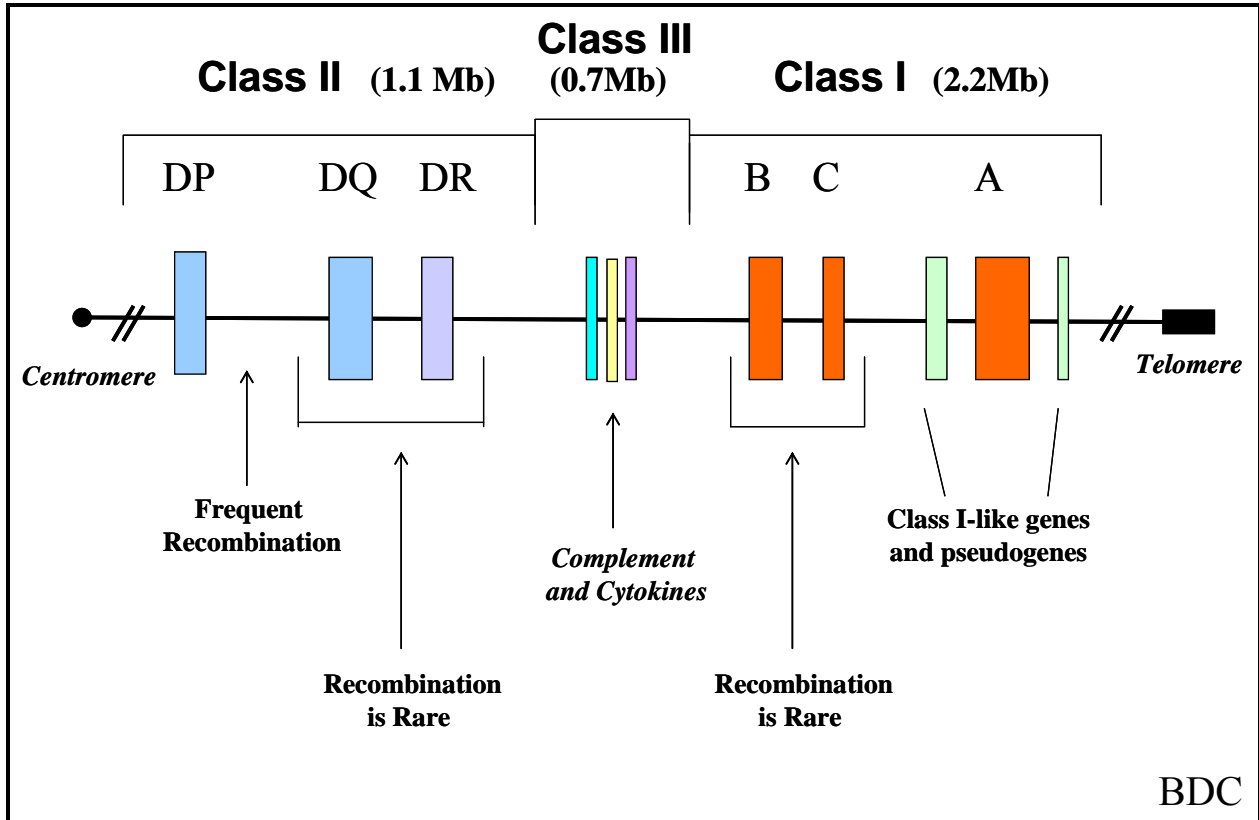 Class III
Class II (1.1 Mb) (0.7Mb) Class I (2.2Mb)
DP DQ DR B C A
Centromere
Telomere
Frequent
Recombination
Complement
and Cytokines
Class I-like genes
and pseudogenes
Recombination
is Rare
Recombination
is Rare
BDC